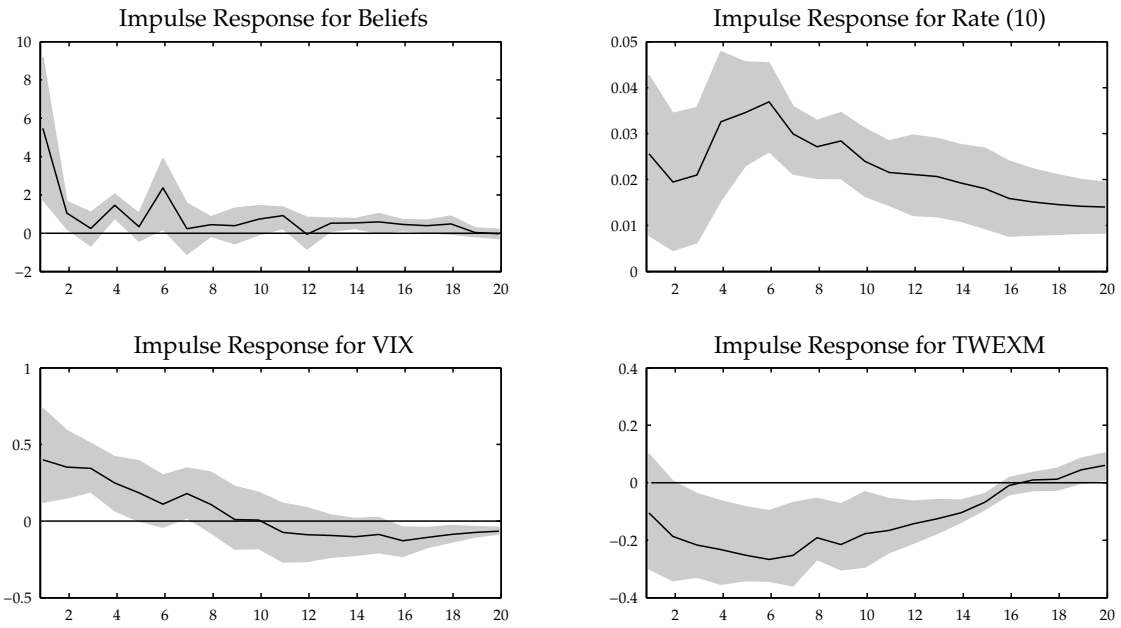 Impulse Response for Beliefs
10
8
6
4
2
0
−2
2 4 6 8 10 12 14 16 18 20
Impulse Response for Rate (10)
0.05
0.04
0.03
0.02
0.01
0
2 4 6 8 10 12 14 16 18 20
Impulse Response for VIX
1
0.5
0
−0.5
2 4 6 8 10 12 14 16 18 20
Impulse Response for TWEXM
0.4
0.2
0
−0.2
−0.4
2 4 6 8 10 12 14 16 18 20